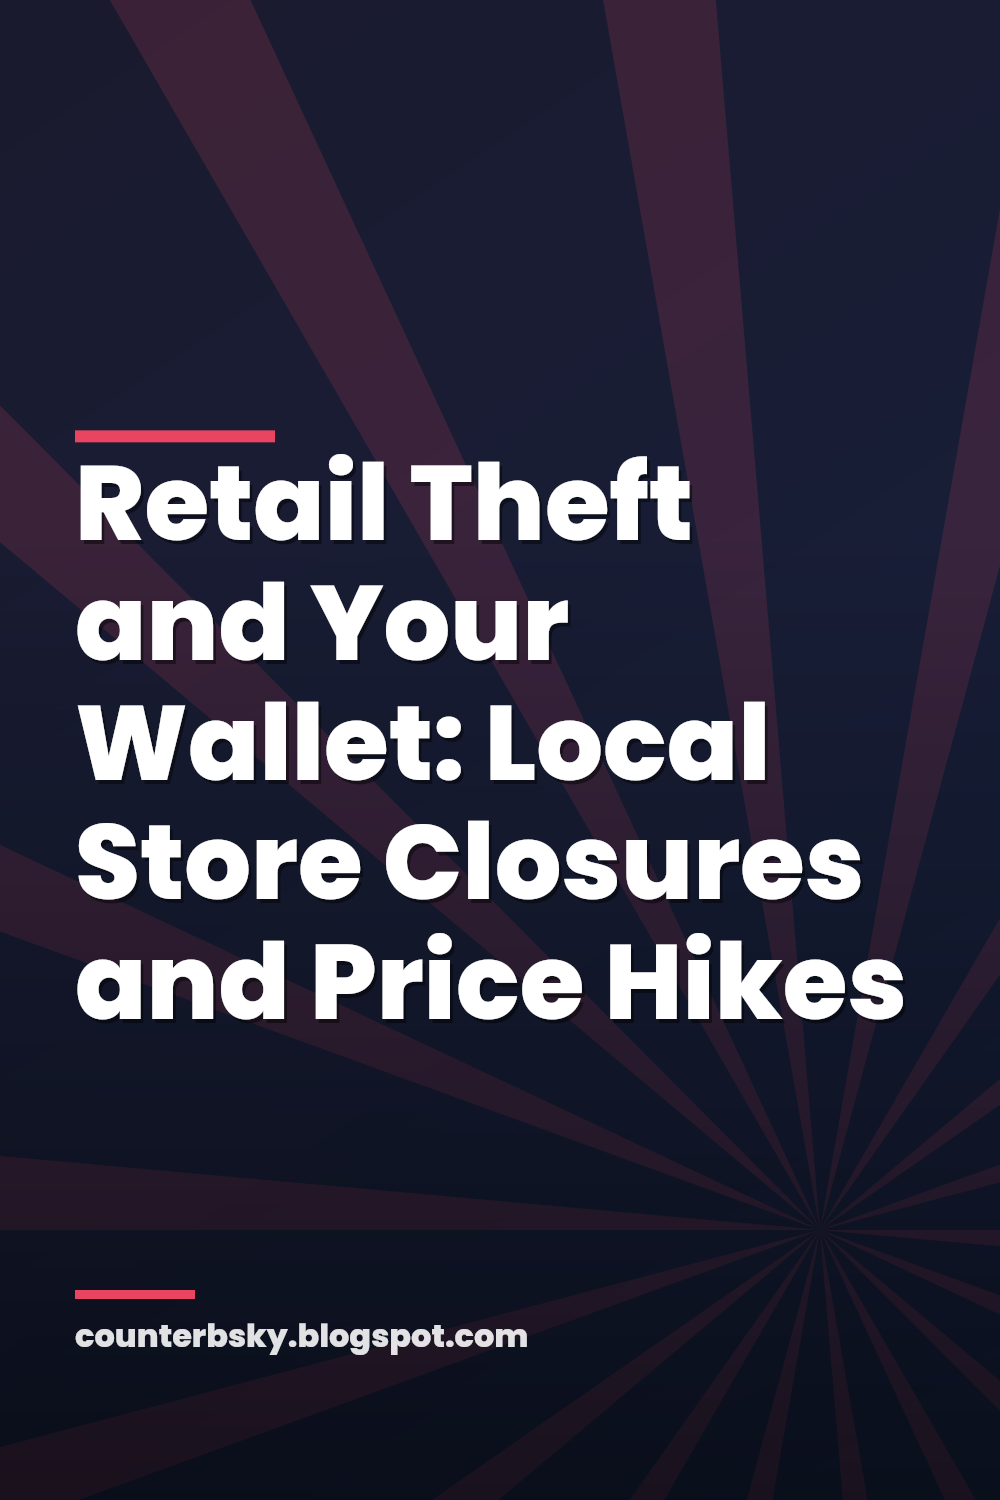 Retail Theft
and Your
Wallet: Local
Store Closures
and Price Hikes
counterbsky.blogspot.com